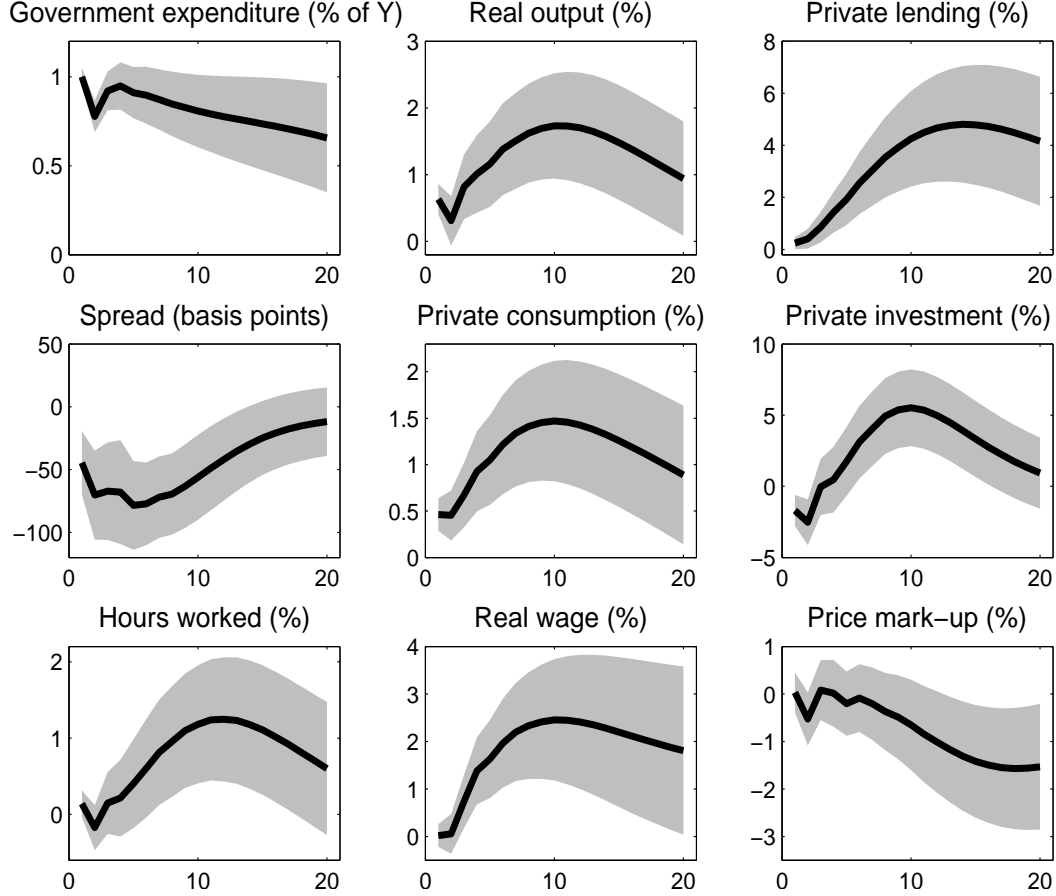 Government expenditure (% of Y)
Real output (%)
Private lending (%)
1
0.5
0
0 10 20
3
2
1
0
0 10 20
8
6
4
2
0
0 10 20
Spread (basis points)
Private consumption (%)
Private investment (%)
50
0
−50
−100
0 10 20
2
1.5
1
0.5
0
0 10 20
10
5
0
−5
0 10 20
Hours worked (%)
Real wage (%)
Price mark−up (%)
2
1
0
0 10 20
4
3
2
1
0
0 10 20
1
0
−1
−2
−3
0 10 20